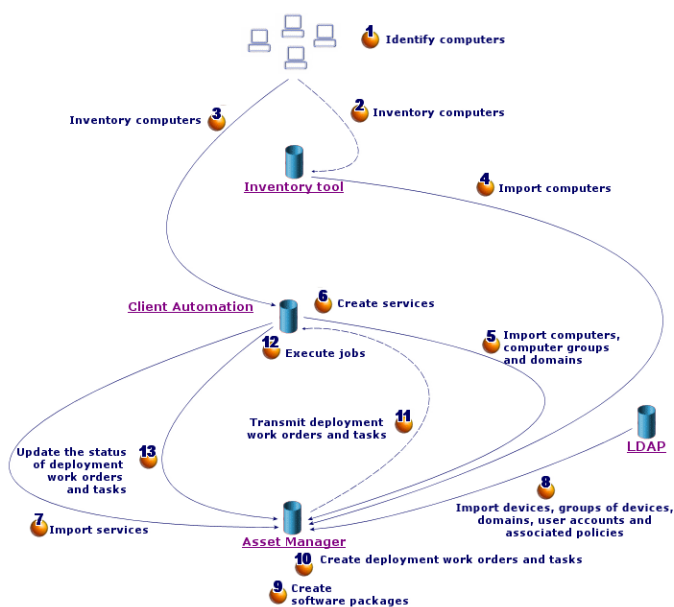 1 Identify computers
2 Inventory computers
3 Inventory computers
Inventory tool
4 Import computers
Client Automation
6 Create services
5 Import computers,
computer groups
and domains
12 Execute jobs
11 Transmit deployment
work orders and tasks
LDAP
13 Update the status
of deployment
work orders
and tasks
8
Import devices, groups of devices,
domains, user accounts and
associated policies
7 Import services
Asset Manager
10 Create deployment work orders and tasks
9 Create
software packages